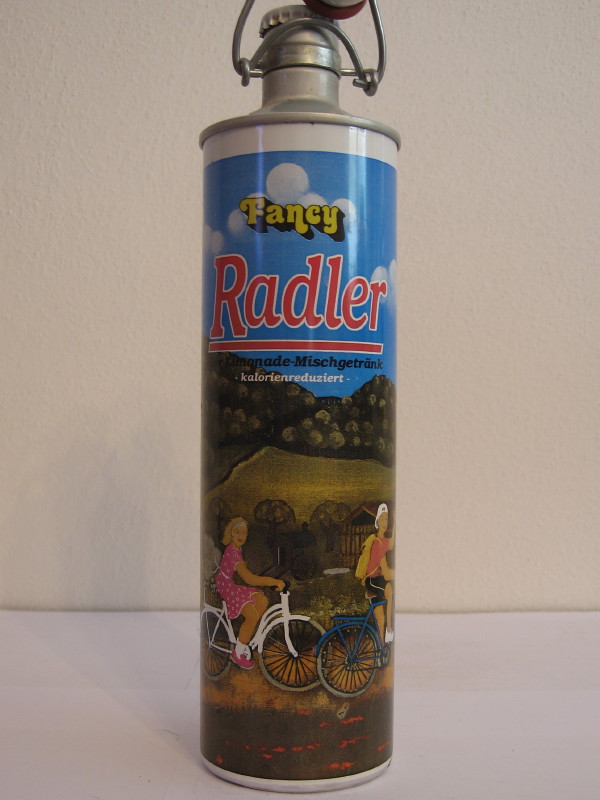 Fancy
Radler
Limonade-Mischgetränk
- kalorienreduziert -